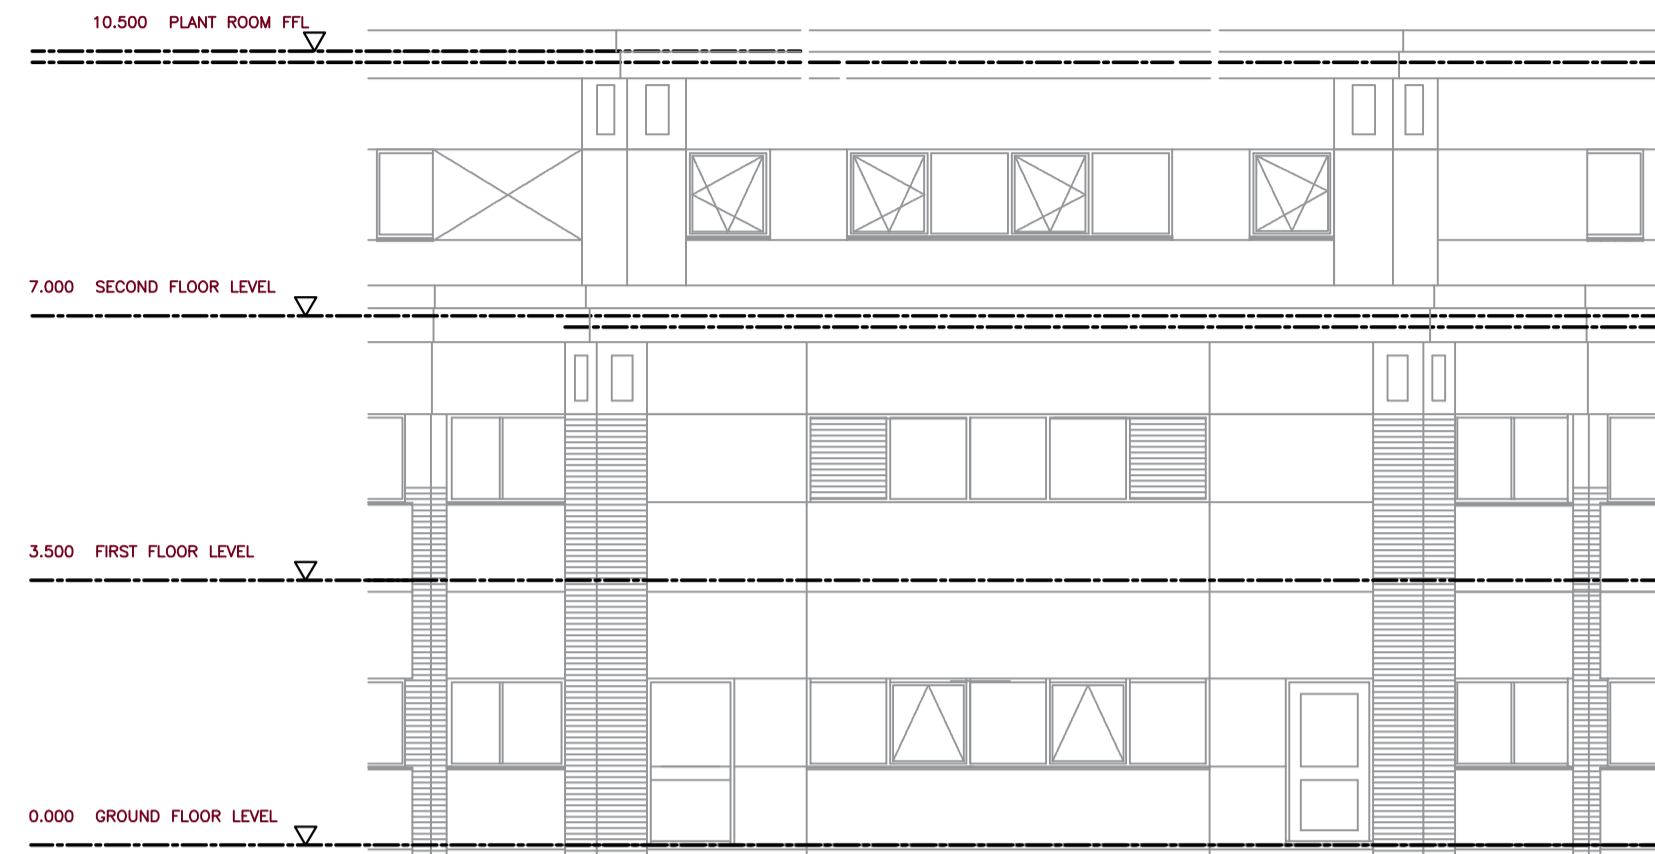 10.500 PLANT ROOM FFL
7.000 SECOND FLOOR LEVEL
3.500 FIRST FLOOR LEVEL
0.000 GROUND FLOOR LEVEL